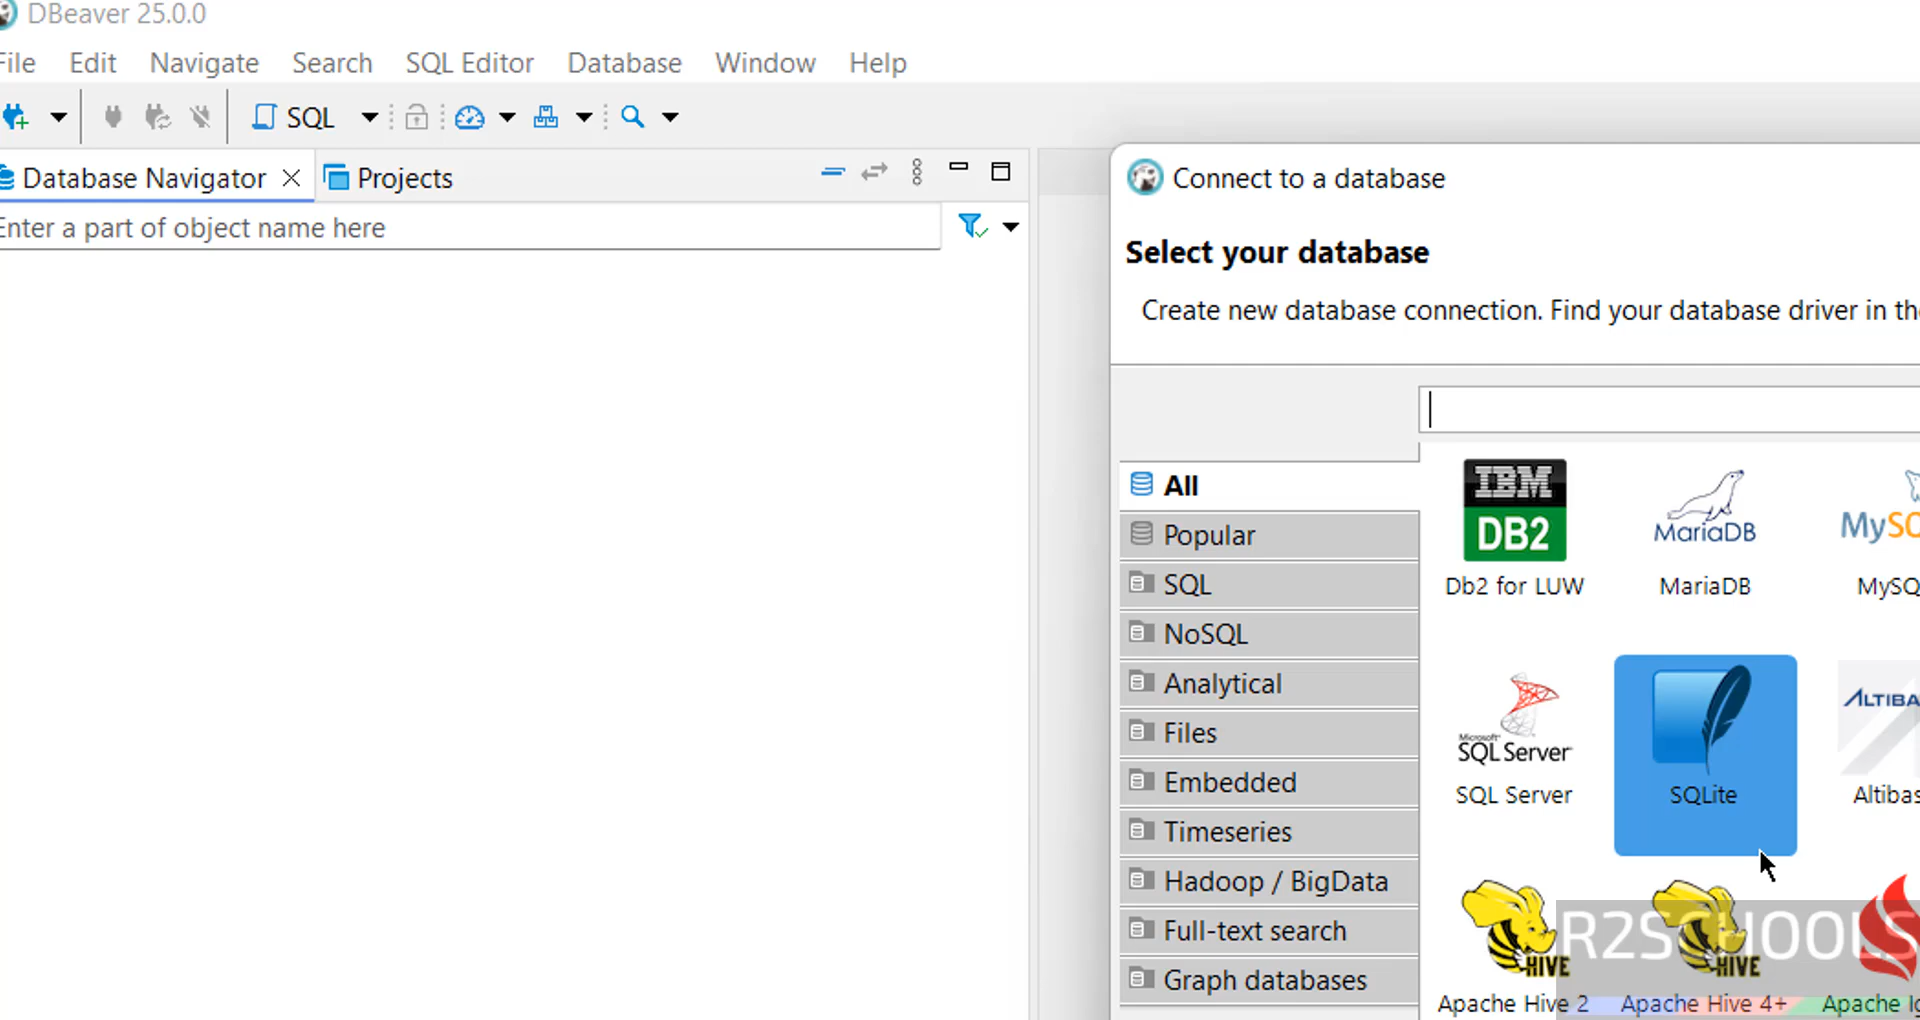 DBeaver 25.0.0
File Edit Navigate Search SQL Editor Database Window Help
SQL
Database Navigator Projects
Enter a part of object name here
Connect to a database
Select your database
Create new database connection. Find your database driver in the
All
Popular
SQL
NoSQL
Analytical
Files
Embedded
Timeseries
Hadoop / BigData
Full-text search
Graph databases
IBM
DB2
Db2 for LUW
MariaDB
MariaDB
Microsoft
SQL Server
SQL Server
SQLite
HIVE
Apache Hive 2
HIVE
Apache Hive 4+
Apache
R2SCHOOLS